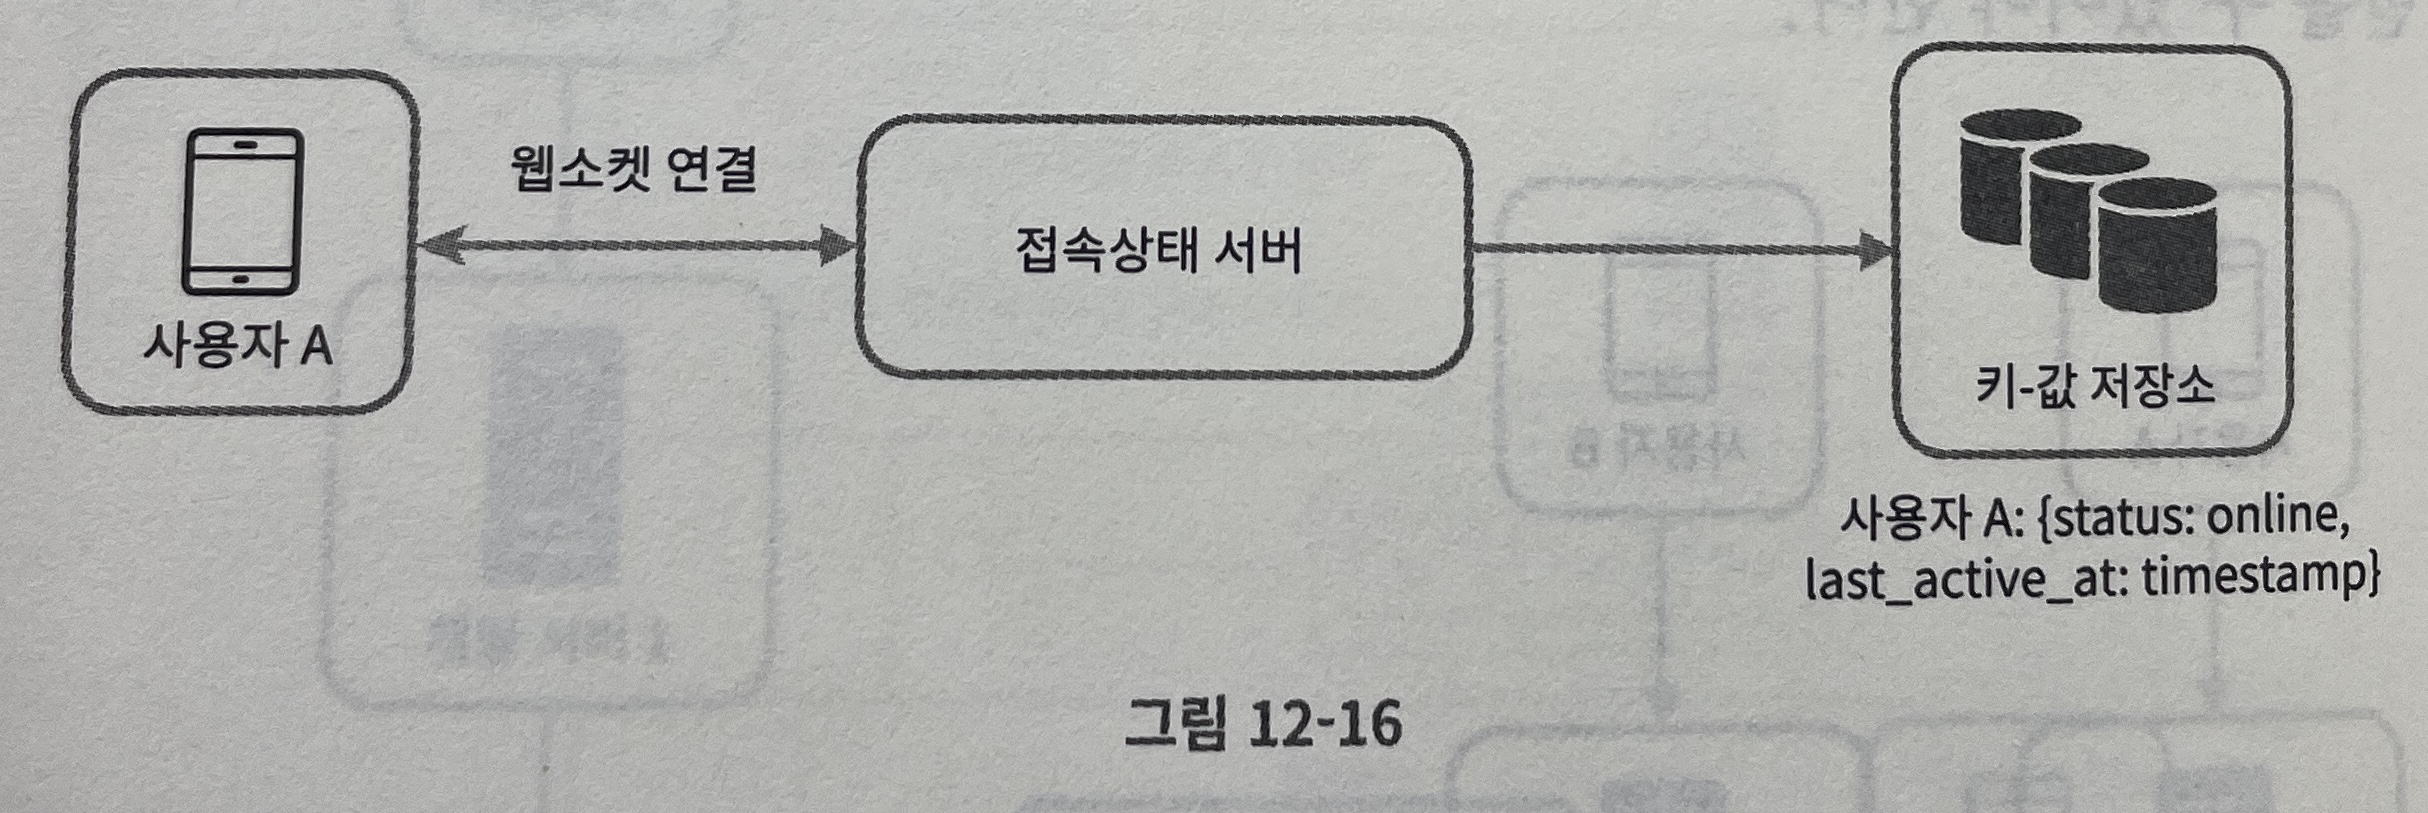 웹소켓 연결
사용자 A
접속상태 서버
키-값 저장소
사용자 A: {status: online,
last_active_at: timestamp}
그림 12-16